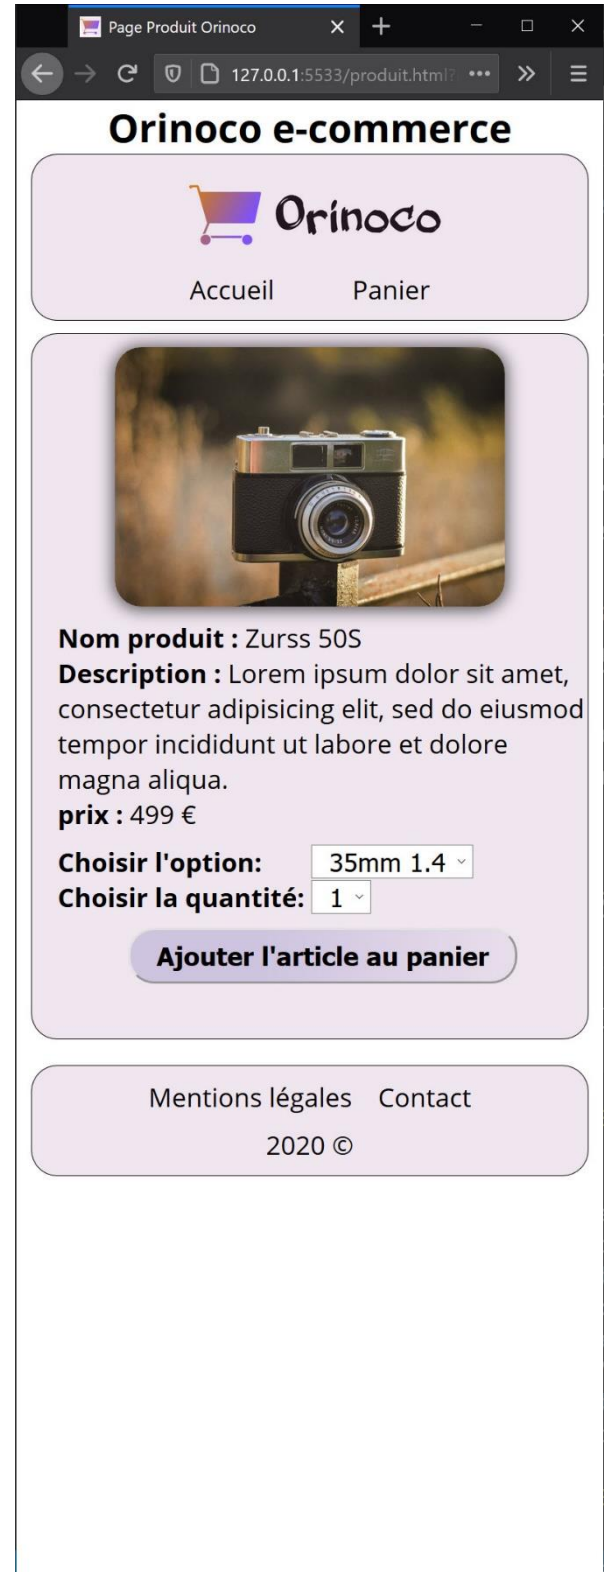 Page Produit Orinoco
127.0.0.1:5533/produit.html?
Orinoco e-commerce
Orinoco
Accueil Panier
Nom produit : Zurss 50S
Description : Lorem ipsum dolor sit amet,
consectetur adipisicing elit, sed do eiusmod
tempor incididunt ut labore et dolore
magna aliqua.
prix : 499 €
Choisir l'option: 35mm 1.4
Choisir la quantité: 1
Ajouter l'article au panier
Mentions légales Contact
2020 ©